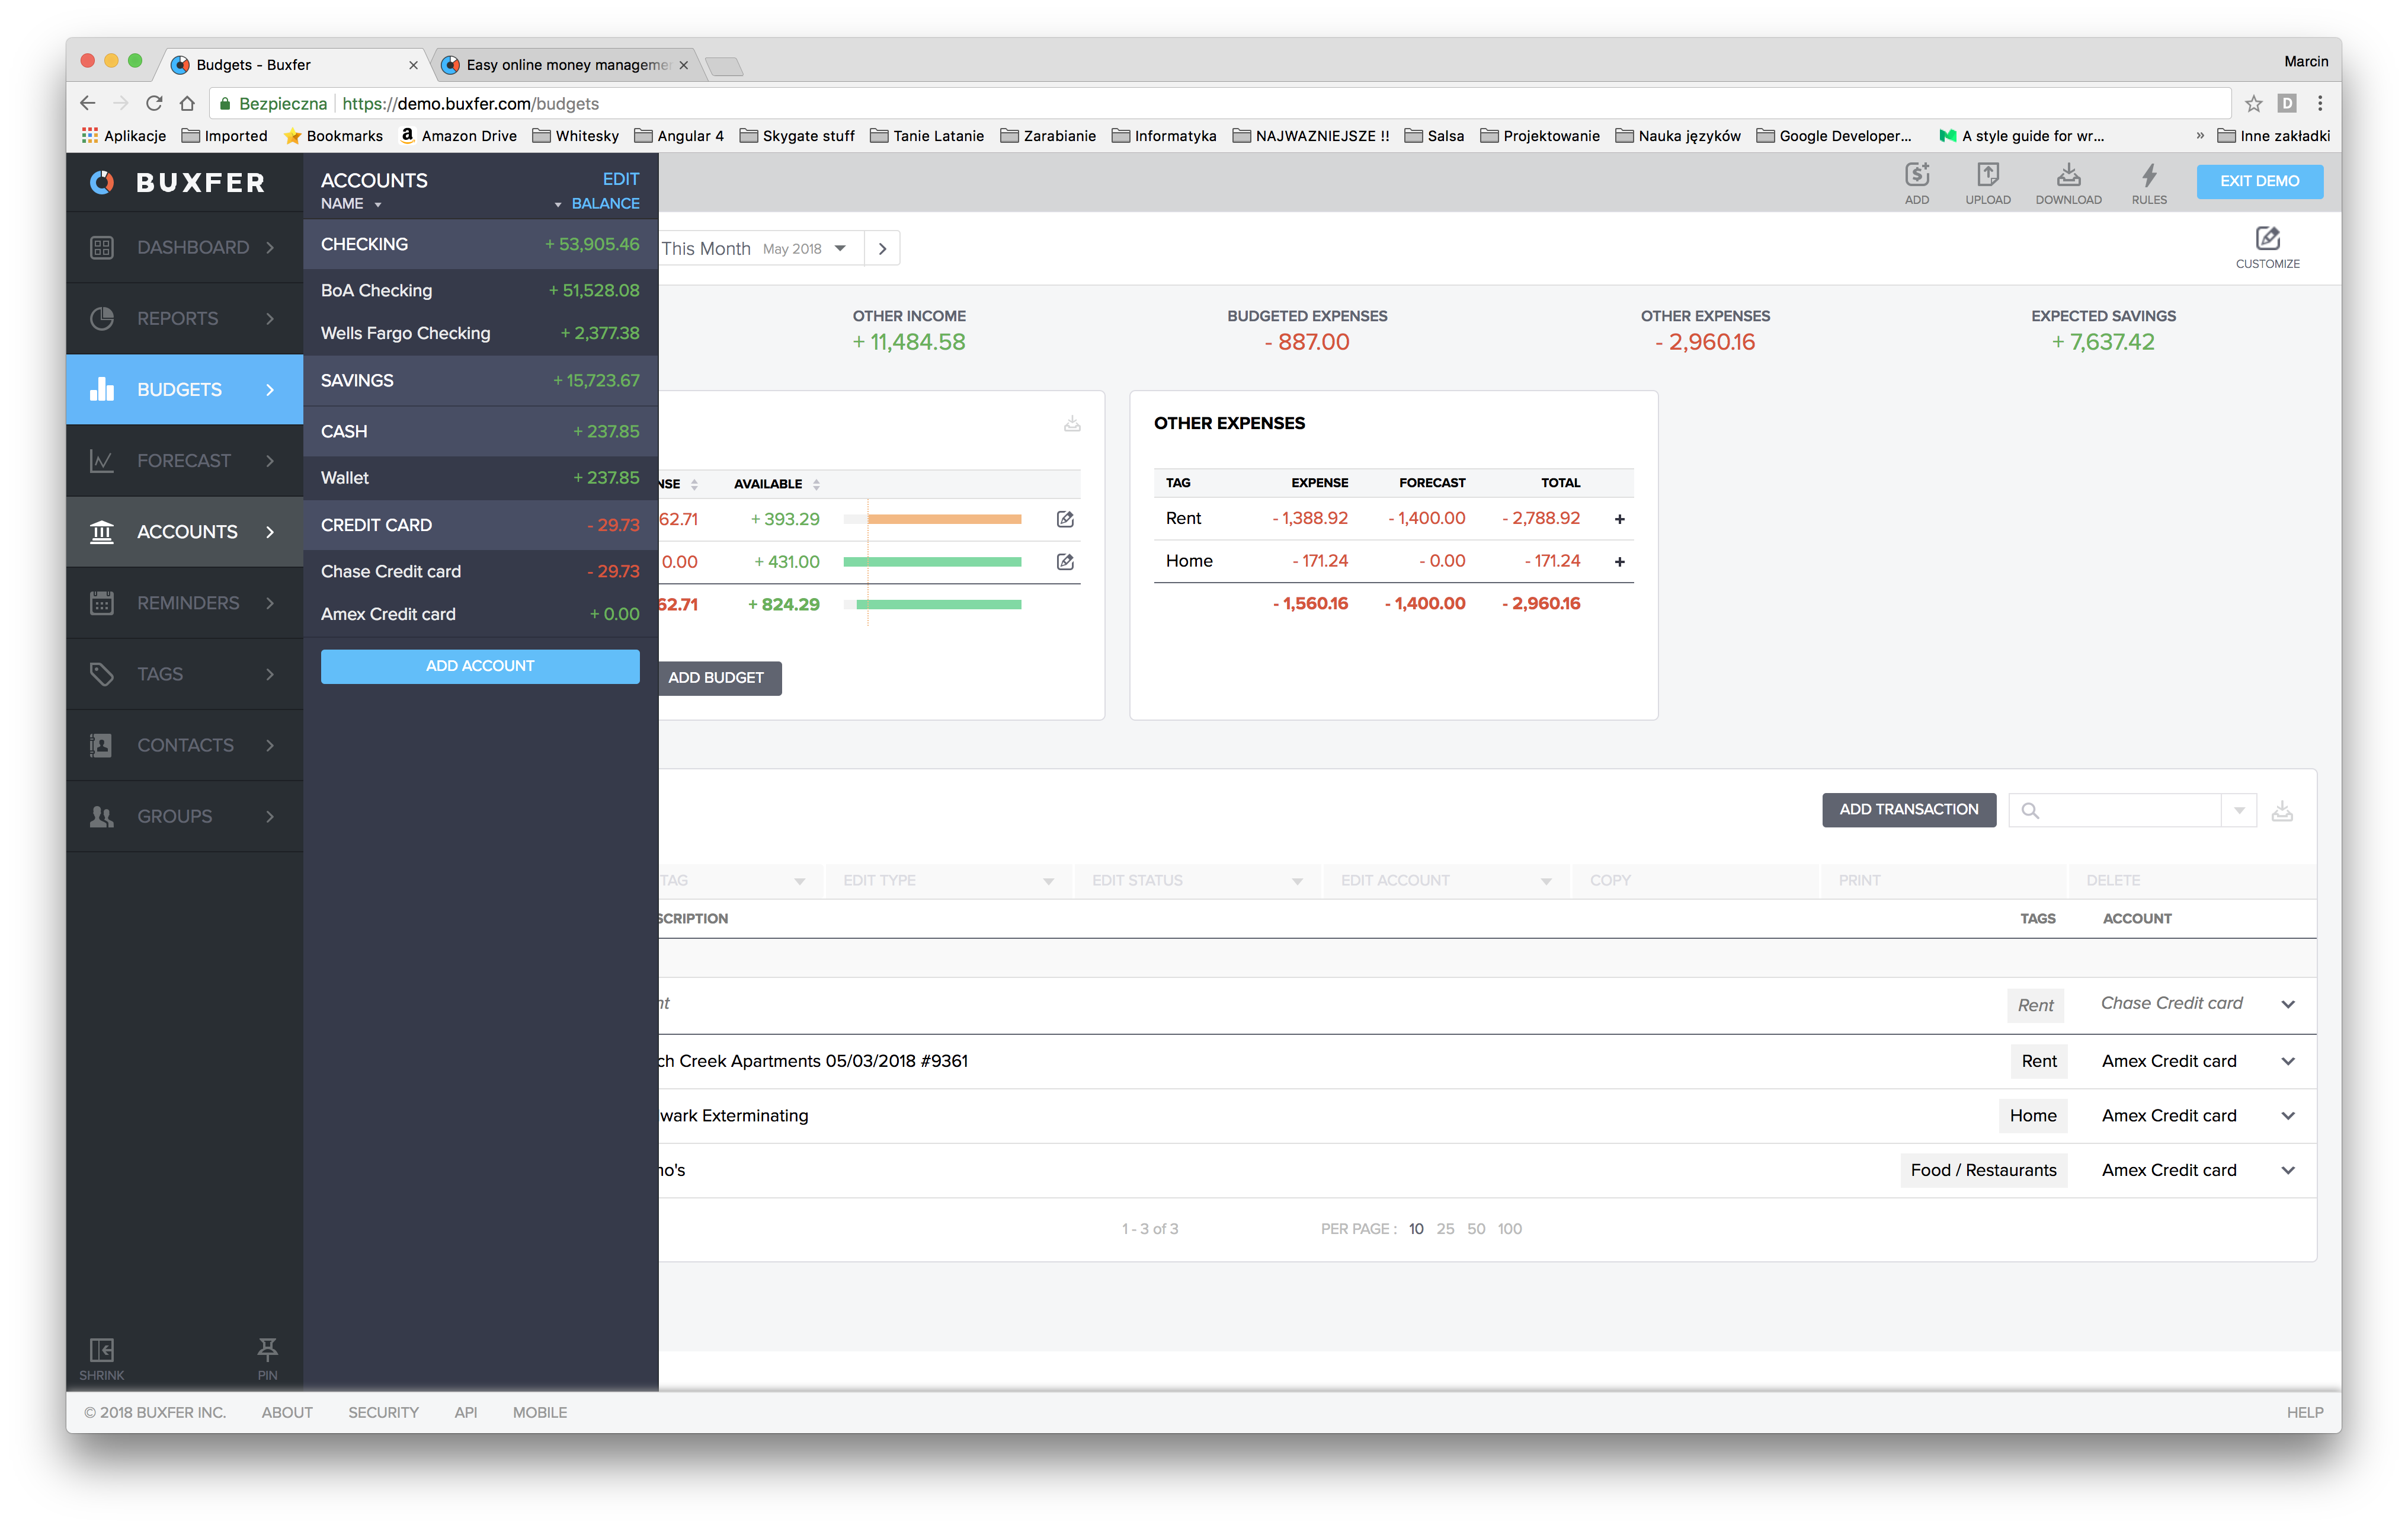 Budgets - Buxfer
Easy online money manageme
Marcin
Bezpieczna https://demo.buxfer.com/budgets
D
Aplikacje Imported Bookmarks Amazon Drive Whitesky Angular 4 Skygate stuff Tanie Latanie Zarabianie Informatyka NAJWAZNIEJSZE !! Salsa Projektowanie Nauka języków Google Developer... A style guide for wr... » Inne zakładki
BUXFER
DASHBOARD
REPORTS
BUDGETS
FORECAST
ACCOUNTS
REMINDERS
TAGS
CONTACTS
GROUPS
SHRINK PIN
ACCOUNTS EDIT
NAME BALANCE
CHECKING + 53,905.46
BoA Checking + 51,528.08
Wells Fargo Checking + 2,377.38
SAVINGS + 15,723.67
CASH + 237.85
Wallet + 237.85
CREDIT CARD - 29.73
Chase Credit card - 29.73
Amex Credit card + 0.00
ADD ACCOUNT
ADD UPLOAD DOWNLOAD RULES EXIT DEMO
This Month May 2018
CUSTOMIZE
OTHER INCOME BUDGETED EXPENSES OTHER EXPENSES EXPECTED SAVINGS
+ 11,484.58 - 887.00 - 2,960.16 + 7,637.42
NSE AVAILABLE
62.71 + 393.29
0.00 + 431.00
62.71 + 824.29
ADD BUDGET
OTHER EXPENSES
TAG EXPENSE FORECAST TOTAL
Rent - 1,388.92 - 1,400.00 - 2,788.92 +
Home - 171.24 - 0.00 - 171.24 +
- 1,560.16 - 1,400.00 - 2,960.16
ADD TRANSACTION
TAG EDIT TYPE EDIT STATUS EDIT ACCOUNT COPY PRINT DELETE
SCRIPTION TAGS ACCOUNT
nt Rent Chase Credit card
ch Creek Apartments 05/03/2018 #9361 Rent Amex Credit card
wark Exterminating Home Amex Credit card
no's Food / Restaurants Amex Credit card
1 - 3 of 3 PER PAGE : 10 25 50 100
© 2018 BUXFER INC. ABOUT SECURITY API MOBILE HELP